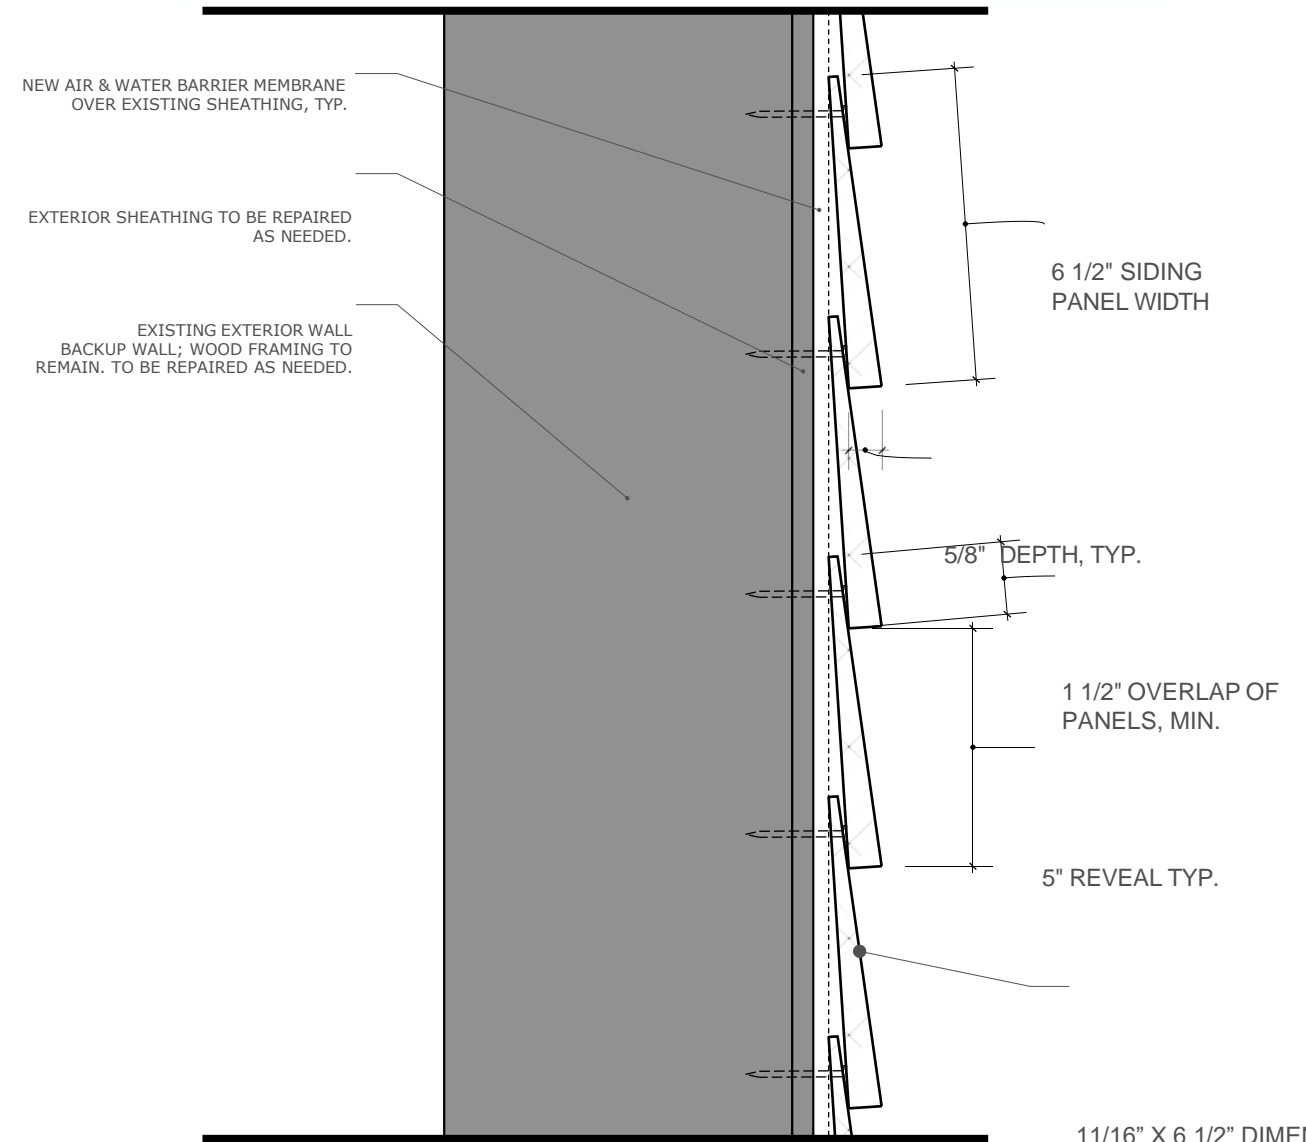 NEW AIR & WATER BARRIER MEMBRANE
OVER EXISTING SHEATHING, TYP.
EXTERIOR SHEATHING TO BE REPAIRED
AS NEEDED.
EXISTING EXTERIOR WALL
BACKUP WALL; WOOD FRAMING TO
REMAIN. TO BE REPAIRED AS NEEDED.
6 1/2" SIDING
PANEL WIDTH
5/8" DEPTH, TYP.
1 1/2" OVERLAP OF
PANELS, MIN.
5" REVEAL TYP.
11/16” X 6 1/2” DIMEN